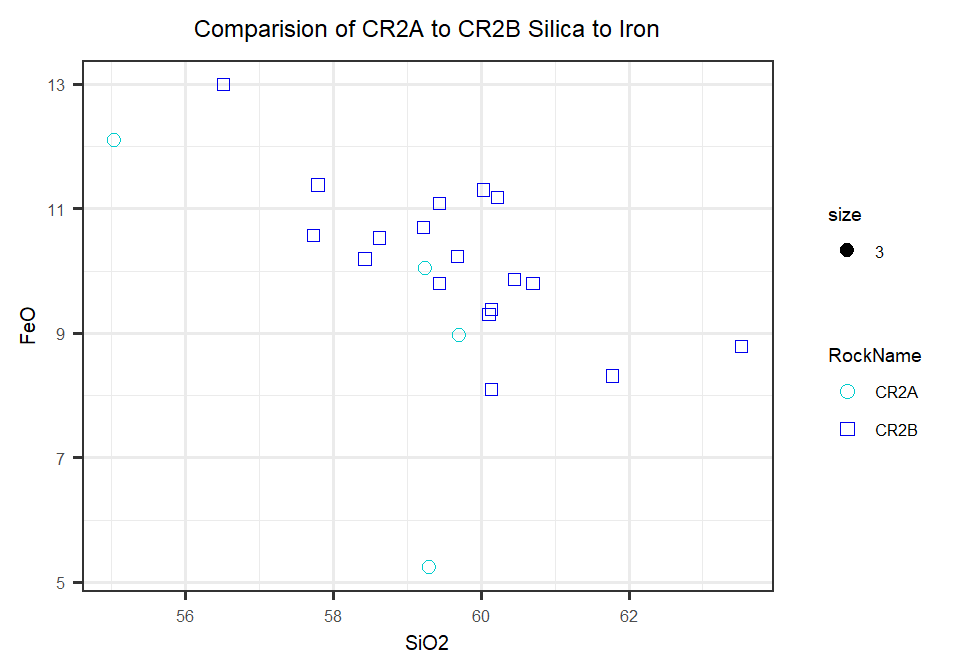 Comparision of CR2A to CR2B Silica to Iron
13
11
9
7
5
FeO
56
58
60
62
SiO2
size
3
RockName
CR2A
CR2B